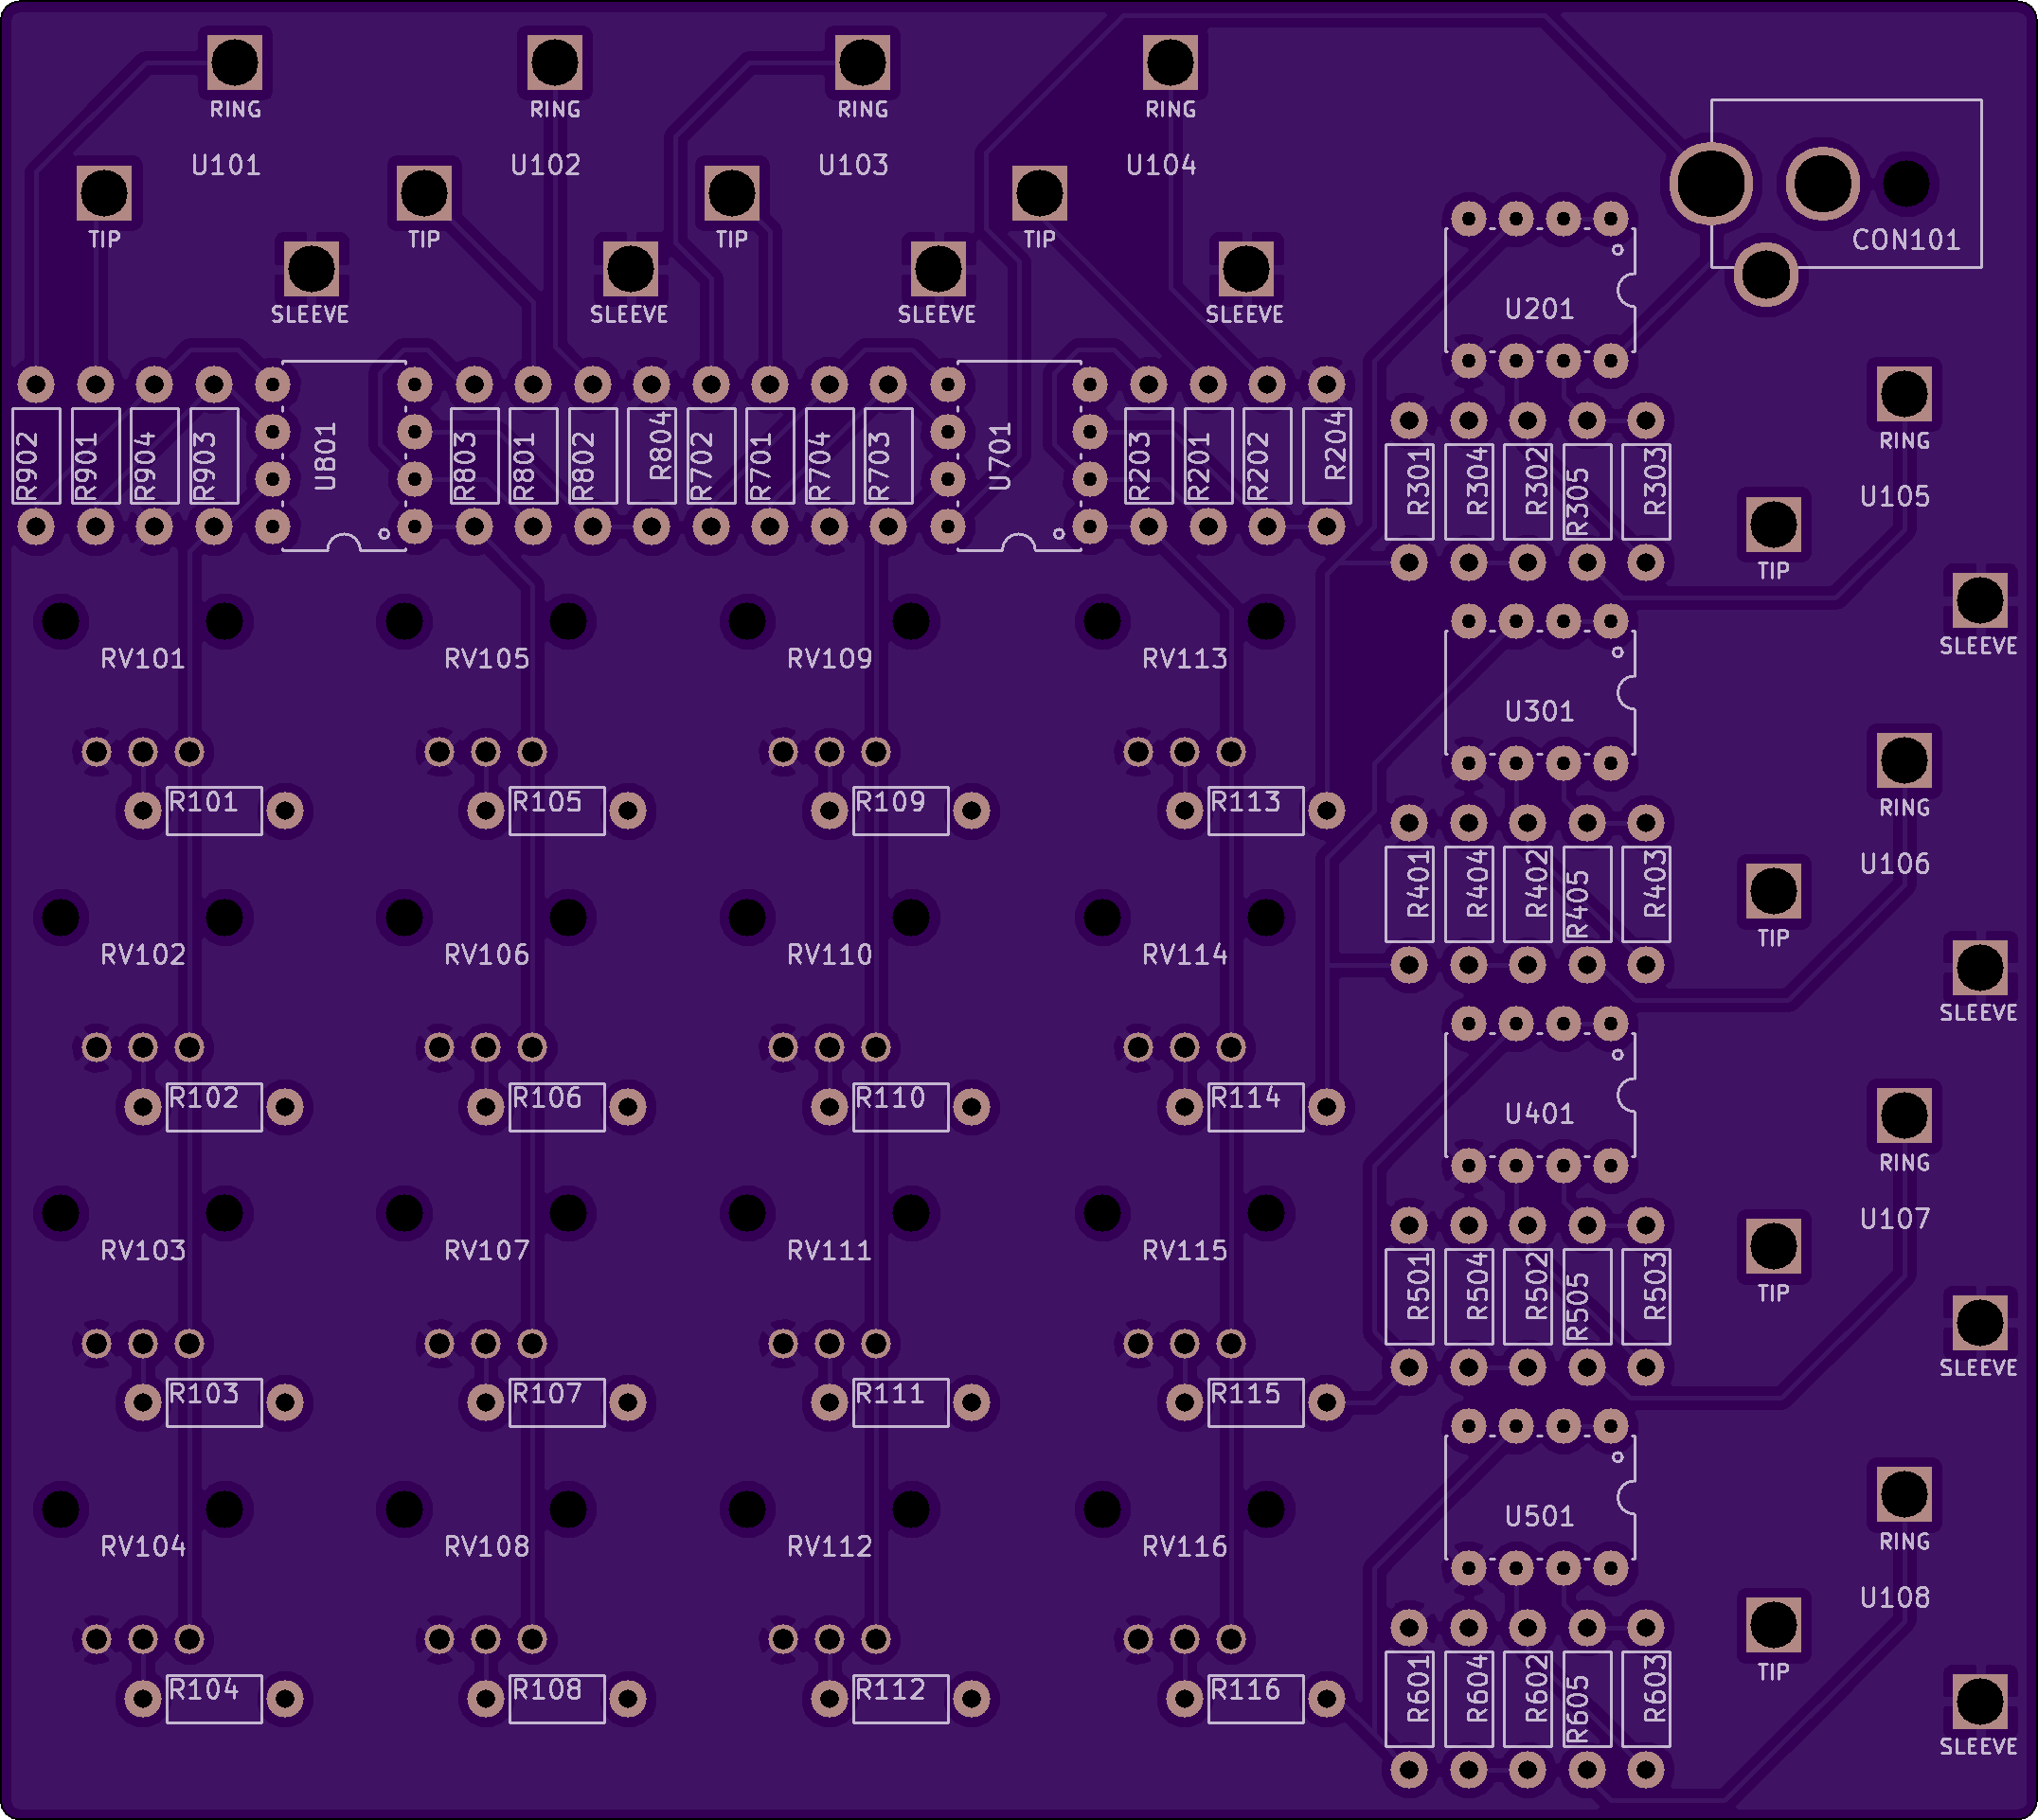 RING RING RING RING
U101 U102 U103 U104
TIP TIP TIP TIP CON101
SLEEVE SLEEVE SLEEVE SLEEVE U201
R902 R901 R904 R903 U801 R803 R801 R802 R804 R702 R701 R704 R703 U701 R203 R201 R202 R204
RING
R301 R304 R302 R305 R303 U105
TIP
RV101 RV105 RV109 RV113 SLEEVE
U301
R101 R105 R109 R113 RING
U106
R401 R404 R402 R405 R403
TIP
RV102 RV106 RV110 RV114
SLEEVE
R102 R106 R110 R114 U401
RING
U107
RV103 RV107 RV111 RV115
R501 R504 R502 R505 R503 TIP
SLEEVE
R103 R107 R111 R115
U501
RV104 RV108 RV112 RV116 RING
U108
TIP
R104 R108 R112 R116 R601 R604 R602 R605 R603
SLEEVE